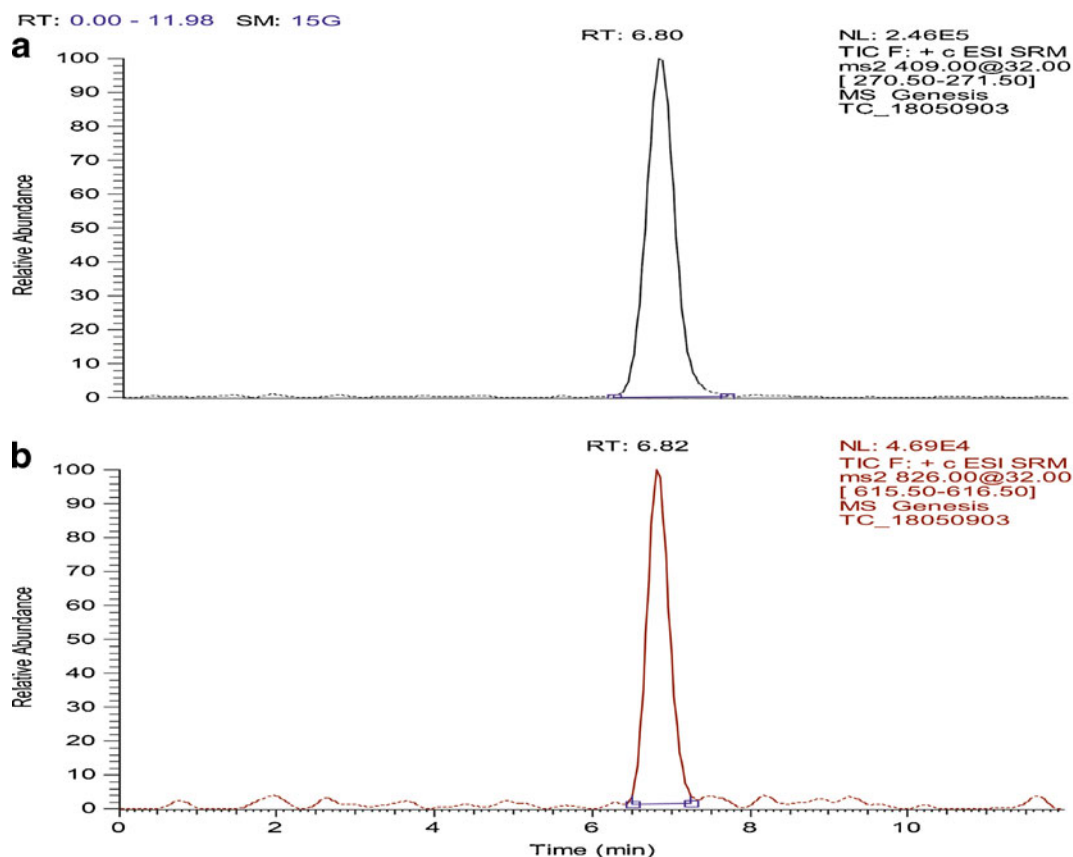 RT: 0.00 - 11.98 SM: 15G
a
RT: 6.80
NL: 2.46E5
TIC F: + c ESI SRM
ms2 409.00@32.00
[ 270.50-271.50]
MS Genesis
TC_18050903
100
90
80
70
60
50
40
30
20
10
0
Relative Abundance
b
RT: 6.82
NL: 4.69E4
TIC F: + c ESI SRM
ms2 826.00@32.00
[ 615.50-616.50]
MS Genesis
TC_18050903
100
90
80
70
60
50
40
30
20
10
0
Relative Abundance
0 2 4 6 8 10
Time (min)